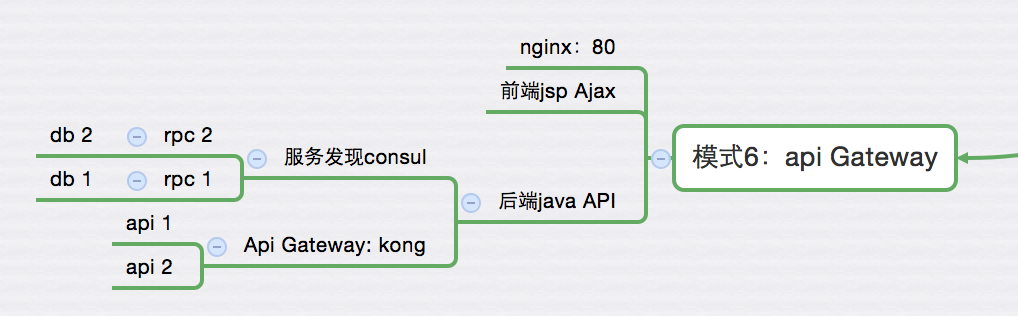 nginx：80
前端jsp Ajax
db 2
rpc 2
服务发现consul
模式6：api Gateway
db 1
rpc 1
后端java API
api 1
Api Gateway: kong
api 2